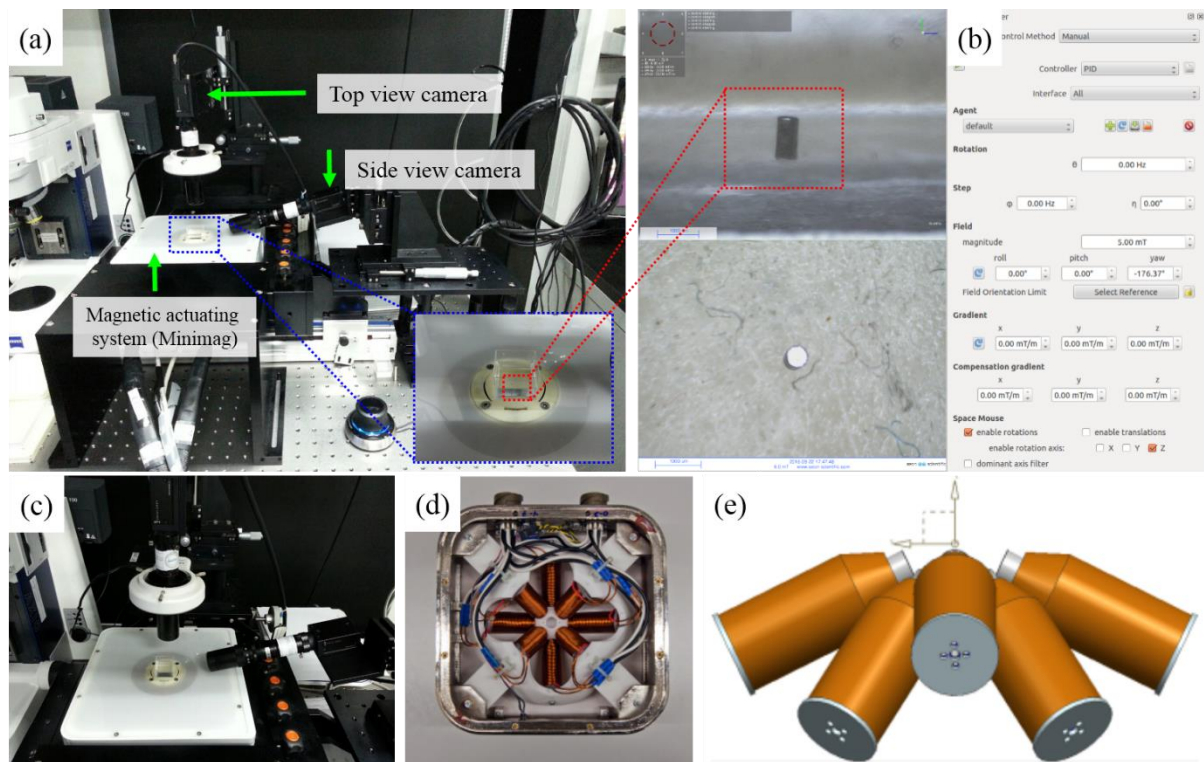 (a)
Top view camera
Side view camera
Magnetic actuating
system (Minimag)
(b)
Control Method Manual
Controller PID
Interface All
Agent
default
Rotation
θ 0.00 Hz
Step
φ 0.00 Hz η 0.00°
Field
magnitude 5.00 mT
roll pitch yaw
0.00° 0.00° -176.37°
Field Orientation Limit Select Reference
Gradient
x y z
0.00 mT/m 0.00 mT/m 0.00 mT/m
Compensation gradient
x y z
0.00 mT/m 0.00 mT/m 0.00 mT/m
Space Mouse
enable rotations enable translations
enable rotation axis: X Y Z
dominant axis filter
(c)
(d)
(e)